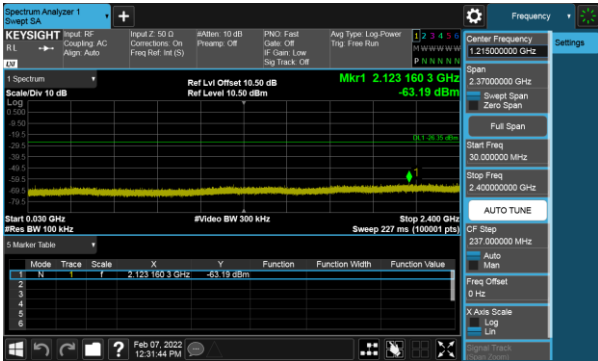 Spectrum Analyzer 1
Swept SA
Frequency
KEYSIGHT
Input: RF
Coupling: AC
Align: Auto
Input Z: 50 Ω
Corrections: On
Freq Ref: Int (S)
#Atten: 10 dB
Preamp: Off
PNO: Fast
Gate: Off
IF Gain: Low
Sig Track: Off
Avg Type: Log-Power
Trig: Free Run
1 2 3 4 5 6
M W W W W W
P N N N N N
RL
LV
1 Spectrum
Scale/Div 10 dB
Ref Lvl Offset 10.50 dB
Ref Level 10.50 dBm
Mkr1 2.123 160 3 GHz
-63.19 dBm
Log
0.500
-9.50
-19.5
-29.5
-39.5
-49.5
-59.5
-69.5
-79.5
DL1 -26.35 dBm
1
Start 0.030 GHz
#Res BW 100 kHz
#Video BW 300 kHz
Stop 2.400 GHz
Sweep 227 ms (100001 pts)
5 Marker Table
Mode Trace Scale X Y Function Function Width Function Value
1 N 1 f 2.123 160 3 GHz -63.19 dBm
2
3
4
5
6
Feb 07, 2022
12:31:44 PM
Center Frequency
1.215000000 GHz
Settings
Span
2.37000000 GHz
Swept Span
Zero Span
Full Span
Start Freq
30.000000 MHz
Stop Freq
2.400000000 GHz
AUTO TUNE
CF Step
237.000000 MHz
Auto
Man
Freq Offset
0 Hz
X Axis Scale
Log
Lin
Signal Track
(Span Zoom)